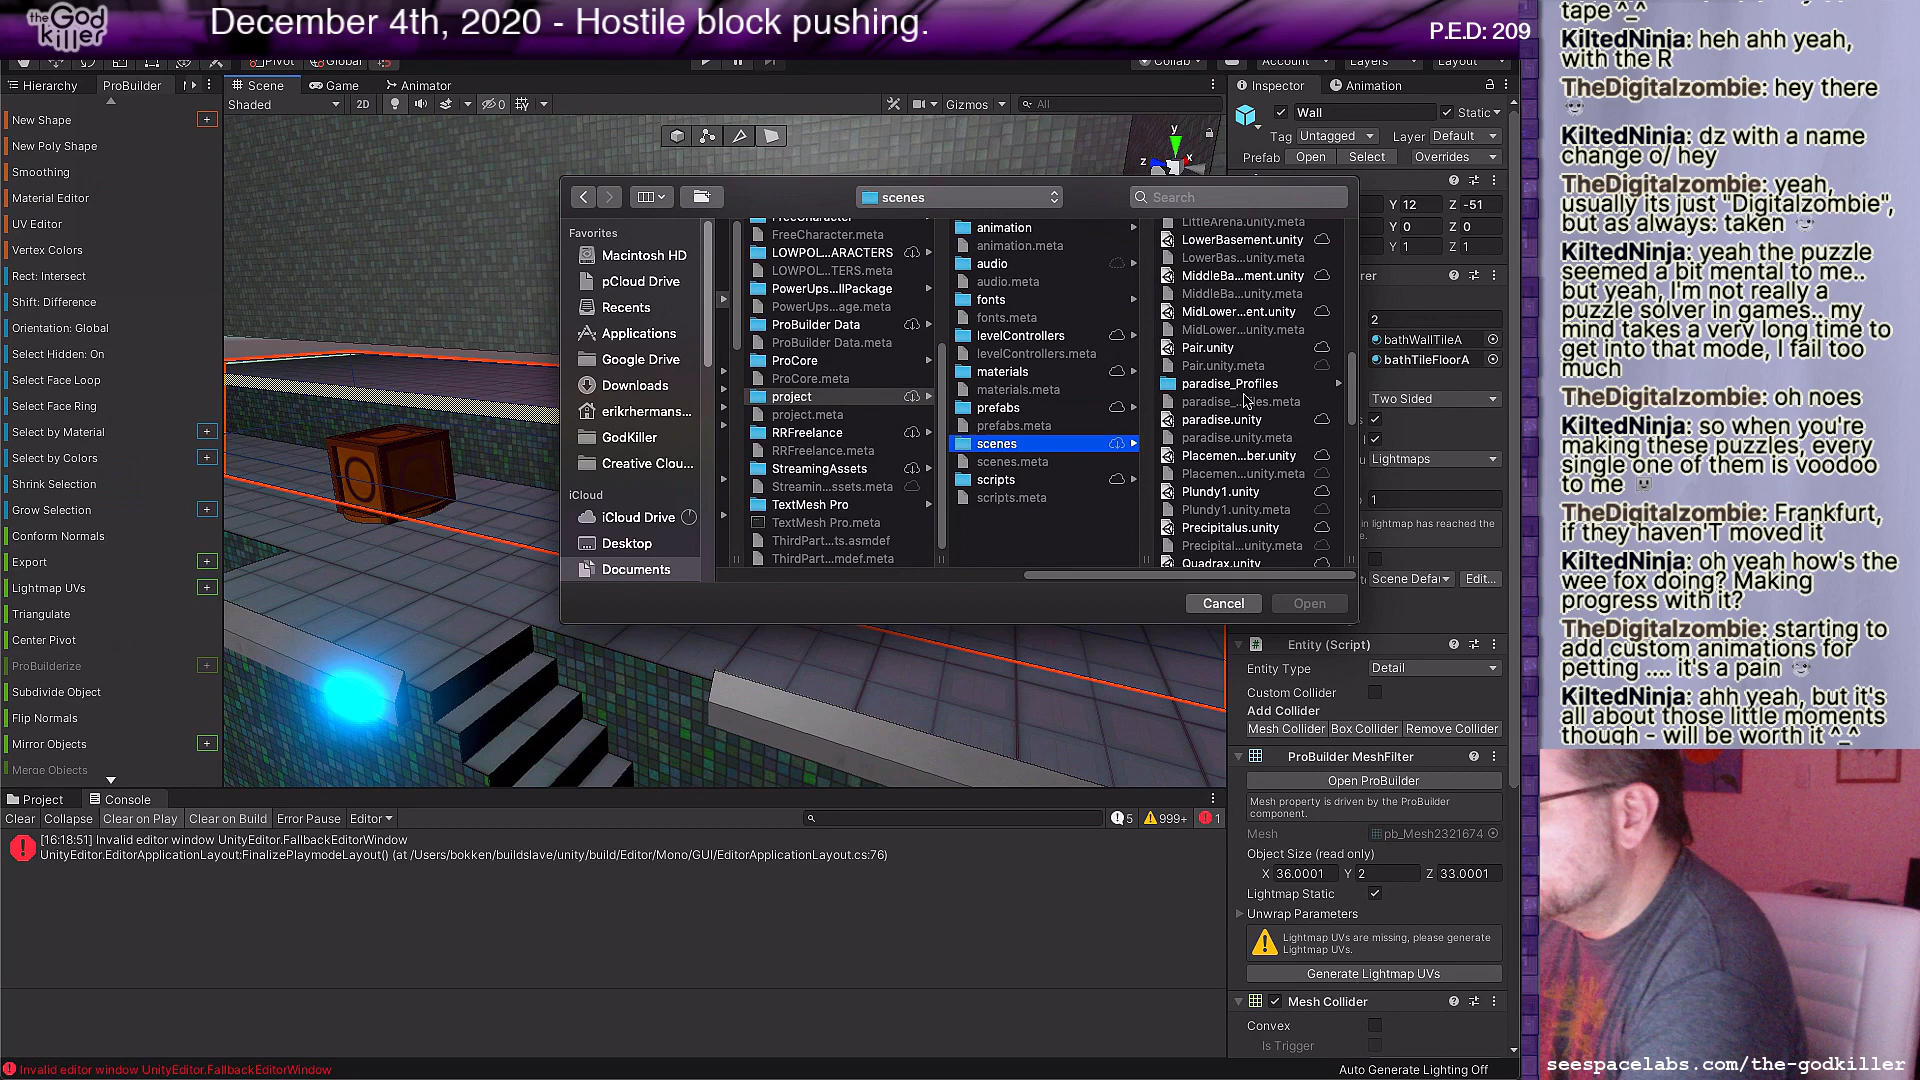 the God killer
December 4th, 2020 - Hostile block pushing.
P.E.D: 209
Pivot
Global
Collab
Account
Layers
Layout
Hierarchy
ProBuilder
Scene
Game
Animator
Inspector
Animation
Shaded
2D
0
Gizmos
All
New Shape
New Poly Shape
Smoothing
Material Editor
UV Editor
Vertex Colors
Rect: Intersect
Shift: Difference
Orientation: Global
Select Hidden: On
Select Face Loop
Select Face Ring
Select by Material
Select by Colors
Shrink Selection
Grow Selection
Conform Normals
Export
Lightmap UVs
Triangulate
Center Pivot
ProBuilderize
Subdivide Object
Flip Normals
Mirror Objects
Merge Objects
y
z
x
scenes
Search
Favorites
Macintosh HD
pCloud Drive
Recents
Applications
Google Drive
Downloads
erikrhermans...
GodKiller
Creative Clou...
iCloud
iCloud Drive
Desktop
Documents
FreeCharacter
FreeCharacter.meta
LOWPOL...ARACTERS
LOWPOL...TERS.meta
PowerUps...llPackage
PowerUps...age.meta
ProBuilder Data
ProBuilder Data.meta
ProCore
ProCore.meta
project
project.meta
RRFreelance
RRFreelance.meta
StreamingAssets
Streamin...ssets.meta
TextMesh Pro
TextMesh Pro.meta
ThirdPart...ts.asmdef
ThirdPart...mdef.meta
animation
animation.meta
audio
audio.meta
fonts
fonts.meta
levelControllers
levelControllers.meta
materials
materials.meta
prefabs
prefabs.meta
scenes
scenes.meta
scripts
scripts.meta
LittleArena.unity.meta
LowerBasement.unity
LowerBas...unity.meta
MiddleBa...ment.unity
MiddleBa...unity.meta
MidLower...ent.unity
MidLower...unity.meta
Pair.unity
Pair.unity.meta
paradise_Profiles
paradise_...les.meta
paradise.unity
paradise.unity.meta
Placemen...ber.unity
Placemen...unity.meta
Plundy1.unity
Plundy1.unity.meta
Precipitalus.unity
Precipital...unity.meta
Quadrax.unity
Cancel
Open
Wall
Static
Tag
Untagged
Layer
Default
Prefab
Open
Select
Overrides
Y 12 Z -51
Y 0 Z 0
Y 1 Z 1
2
bathWallTileA
bathTileFloorA
Two Sided
Lightmaps
1
in lightmap has reached the
Scene Defau
Edit...
Entity (Script)
Entity Type
Detail
Custom Collider
Add Collider
Mesh Collider
Box Collider
Remove Collider
ProBuilder MeshFilter
Open ProBuilder
Mesh property is driven by the ProBuilder
component.
Mesh
pb_Mesh2321674
Object Size (read only)
X 36.0001 Y 2 Z 33.0001
Lightmap Static
Unwrap Parameters
Lightmap UVs are missing, please generate
Lightmap UVs.
Generate Lightmap UVs
Mesh Collider
Convex
Is Trigger
Auto Generate Lighting Off
Project
Console
Clear
Collapse
Clear on Play
Clear on Build
Error Pause
Editor
5
999+
1
[16:18:51] Invalid editor window UnityEditor.FallbackEditorWindow
UnityEditor.EditorApplicationLayout:FinalizePlaymodeLayout() (at /Users/bokken/buildslave/unity/build/Editor/Mono/GUI/EditorApplicationLayout.cs:76)
Invalid editor window UnityEditor.FallbackEditorWindow
tape ^_^
KiltedNinja: heh ahh yeah,
with the R
TheDigitalzombie: hey there
KiltedNinja: dz with a name
change o/ hey
TheDigitalzombie: yeah,
usually its just "Digitalzombie",
but as always: taken
KiltedNinja: yeah the puzzle
seemed a bit mental to me..
but yeah, I'm not really a
puzzle solver in games.. my
mind takes a very long time to
get into that mode, I fail too
much
TheDigitalzombie: oh noes
KiltedNinja: so when you're
making these puzzles, every
single one of them is voodoo
to me
TheDigitalzombie: Frankfurt,
if they haven'T moved it
KiltedNinja: oh yeah how's the
wee fox doing? Making
progress with it?
TheDigitalzombie: starting to
add custom animations for
petting .... it's a pain
KiltedNinja: ahh yeah, but it's
all about those little moments
though - will be worth it ^_^
seespacelabs.com/the-godkiller